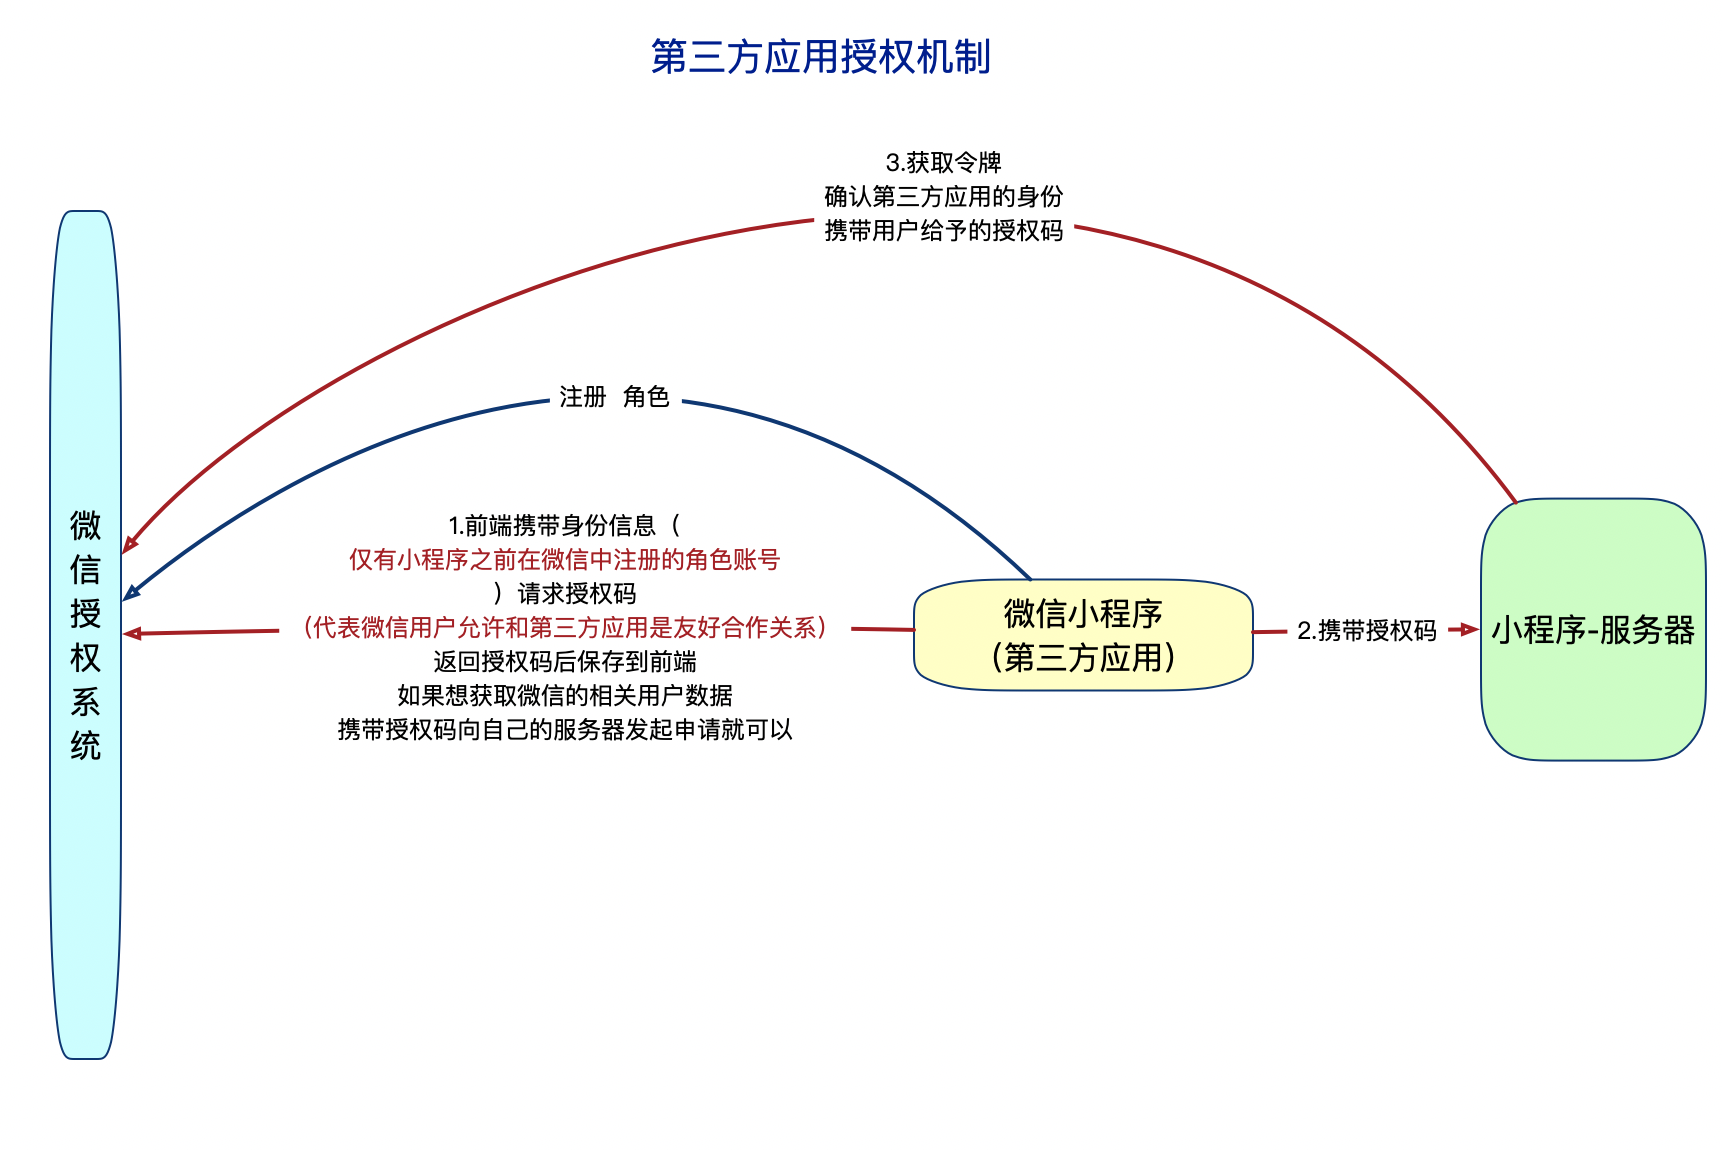 第三方应用授权机制
3.获取令牌
确认第三方应用的身份
携带用户给予的授权码
注册 角色
微
信
授
权
系
统
1.前端携带身份信息（
仅有小程序之前在微信中注册的角色账号
）请求授权码
(代表微信用户允许和第三方应用是友好合作关系)
返回授权码后保存到前端
如果想获取微信的相关用户数据
携带授权码向自己的服务器发起申请就可以
微信小程序
(第三方应用)
2.携带授权码
小程序-服务器